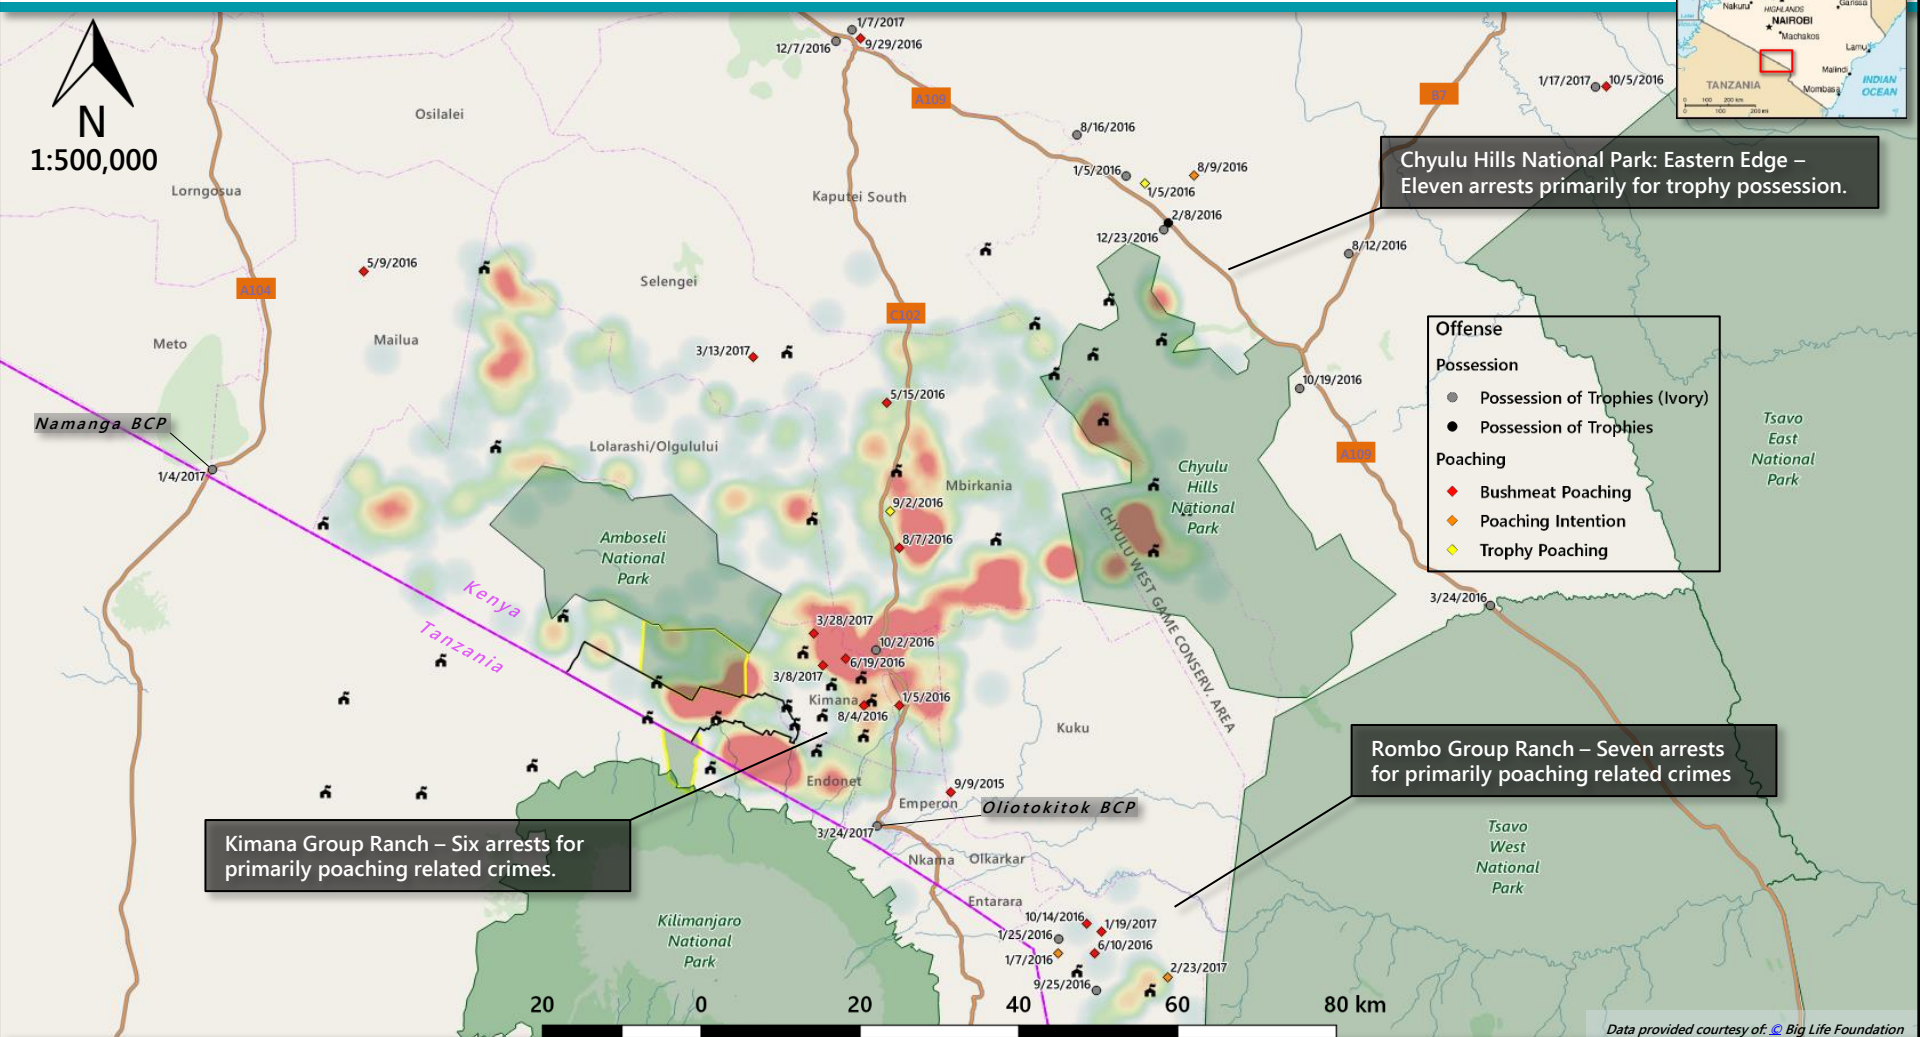 N
1:500,000
Nakuru
HIGHLANDS
Garissa
NAIROBI
Machakos
Lamu
Malindi
TANZANIA
Mombasa
INDIAN
OCEAN
1/7/2017
12/7/2016
9/29/2016
A109
B7
1/17/2017
10/5/2016
Osilalei
8/16/2016
Lorngosua
Kaputei South
1/5/2016
1/5/2016
8/9/2016
Chyulu Hills National Park: Eastern Edge –
Eleven arrests primarily for trophy possession.
2/8/2016
12/23/2016
8/12/2016
5/9/2016
A104
Selengei
C102
Meto
Mailua
3/13/2017
Offense
Possession
Possession of Trophies (Ivory)
Possession of Trophies
Poaching
Bushmeat Poaching
Poaching Intention
Trophy Poaching
10/19/2016
5/15/2016
Namanga BCP
1/4/2017
Lolarashi/Olgululului
A109
Tsavo
East
National
Park
Mbirkania
Chyulu
Hills
National
Park
9/2/2016
8/7/2016
Amboseli
National
Park
CHYULU WEST GAME CONSERV. AREA
Kenya
Tanzania
3/24/2016
3/28/2017
10/2/2016
6/19/2016
3/8/2017
Kimana
1/5/2016
8/4/2016
Kuku
Rombo Group Ranch – Seven arrests
for primarily poaching related crimes
Endonet
9/9/2015
Emperon
Oliotokitok BCP
3/24/2017
Kimana Group Ranch – Six arrests for
primarily poaching related crimes.
Nkama
Olkarkar
Tsavo
West
National
Park
Entarara
Kilimanjaro
National
Park
10/14/2016
1/19/2017
1/25/2016
6/10/2016
1/7/2016
2/23/2017
9/25/2016
20 0 20 40 60 80 km
Data provided courtesy of: © Big Life Foundation